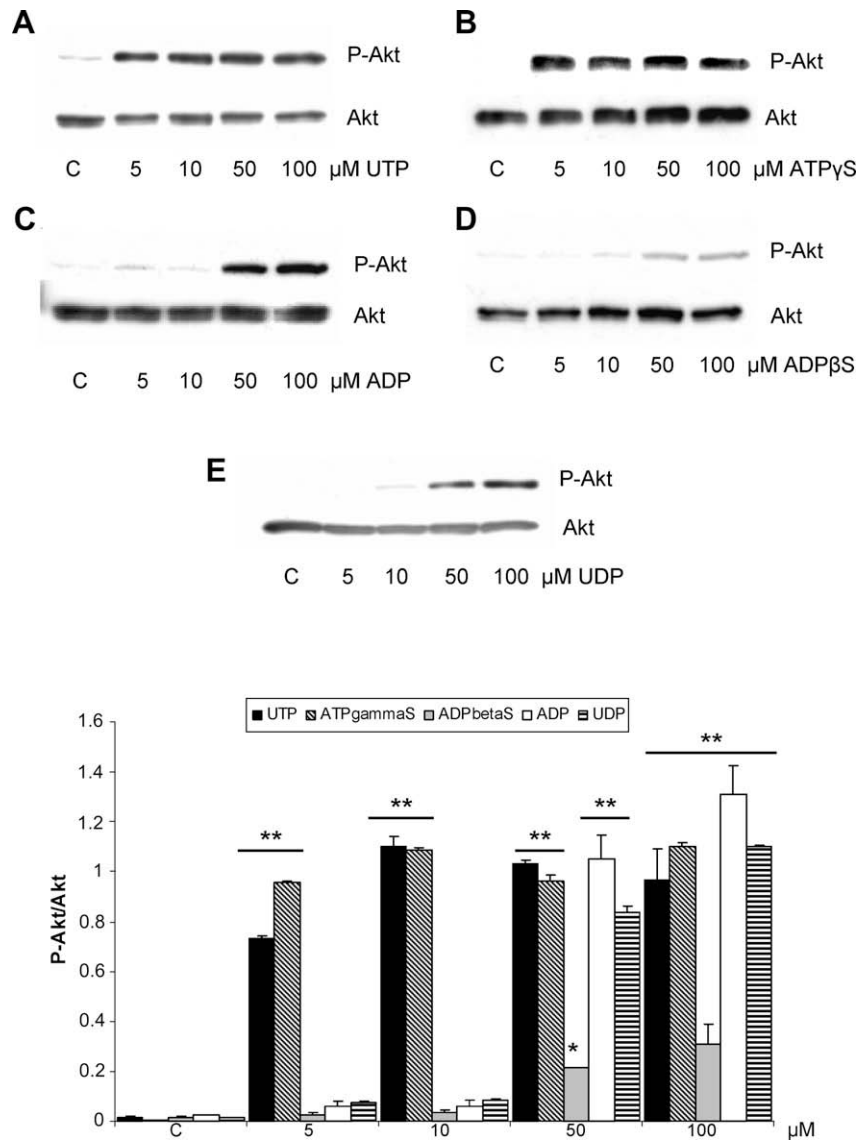 A
P-Akt
Akt
C 5 10 50 100 µM UTP
B
P-Akt
Akt
C 5 10 50 100 µM ATPγS
C
P-Akt
Akt
C 5 10 50 100 µM ADP
D
P-Akt
Akt
C 5 10 50 100 µM ADPβS
E
P-Akt
Akt
C 5 10 50 100 µM UDP
UTP ATPgammaS ADPbetaS ADP UDP
P-Akt/Akt
1.6
1.4
1.2
1
0.8
0.6
0.4
0.2
0
**
**
**
**
**
*
C 5 10 50 100 µM